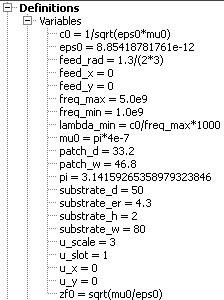 Definitions
Variables
c0 = 1/sqrt(eps0*mu0)
eps0 = 8.85418781761e-12
feed_rad = 1.3/(2*3)
feed_x = 0
feed_y = 0
freq_max = 5.0e9
freq_min = 1.0e9
lambda_min = c0/freq_max*1000
mu0 = pi*4e-7
patch_d = 33.2
patch_w = 46.8
pi = 3.14159265358979323846
substrate_d = 50
substrate_er = 4.3
substrate_h = 2
substrate_w = 80
u_scale = 3
u_slot = 1
u_x = 0
u_y = 0
zf0 = sqrt(mu0/eps0)